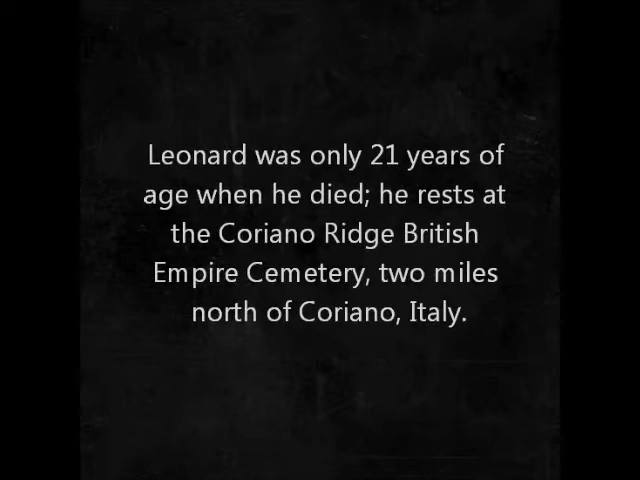 Leonard was only 21 years of
age when he died; he rests at
the Coriano Ridge British
Empire Cemetery, two miles
north of Coriano, Italy.